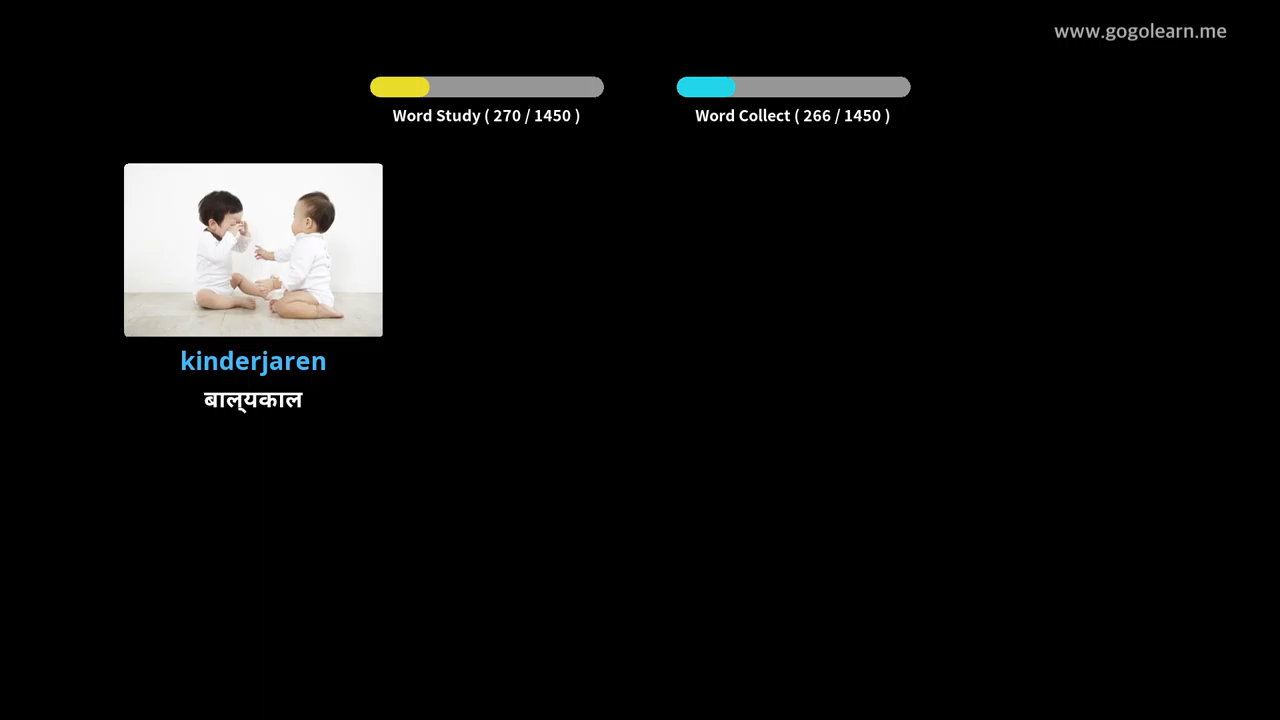 www.gogolearn.me
Word Study ( 270 / 1450 )
Word Collect ( 266 / 1450 )
kinderjaren
बाल्यकाल